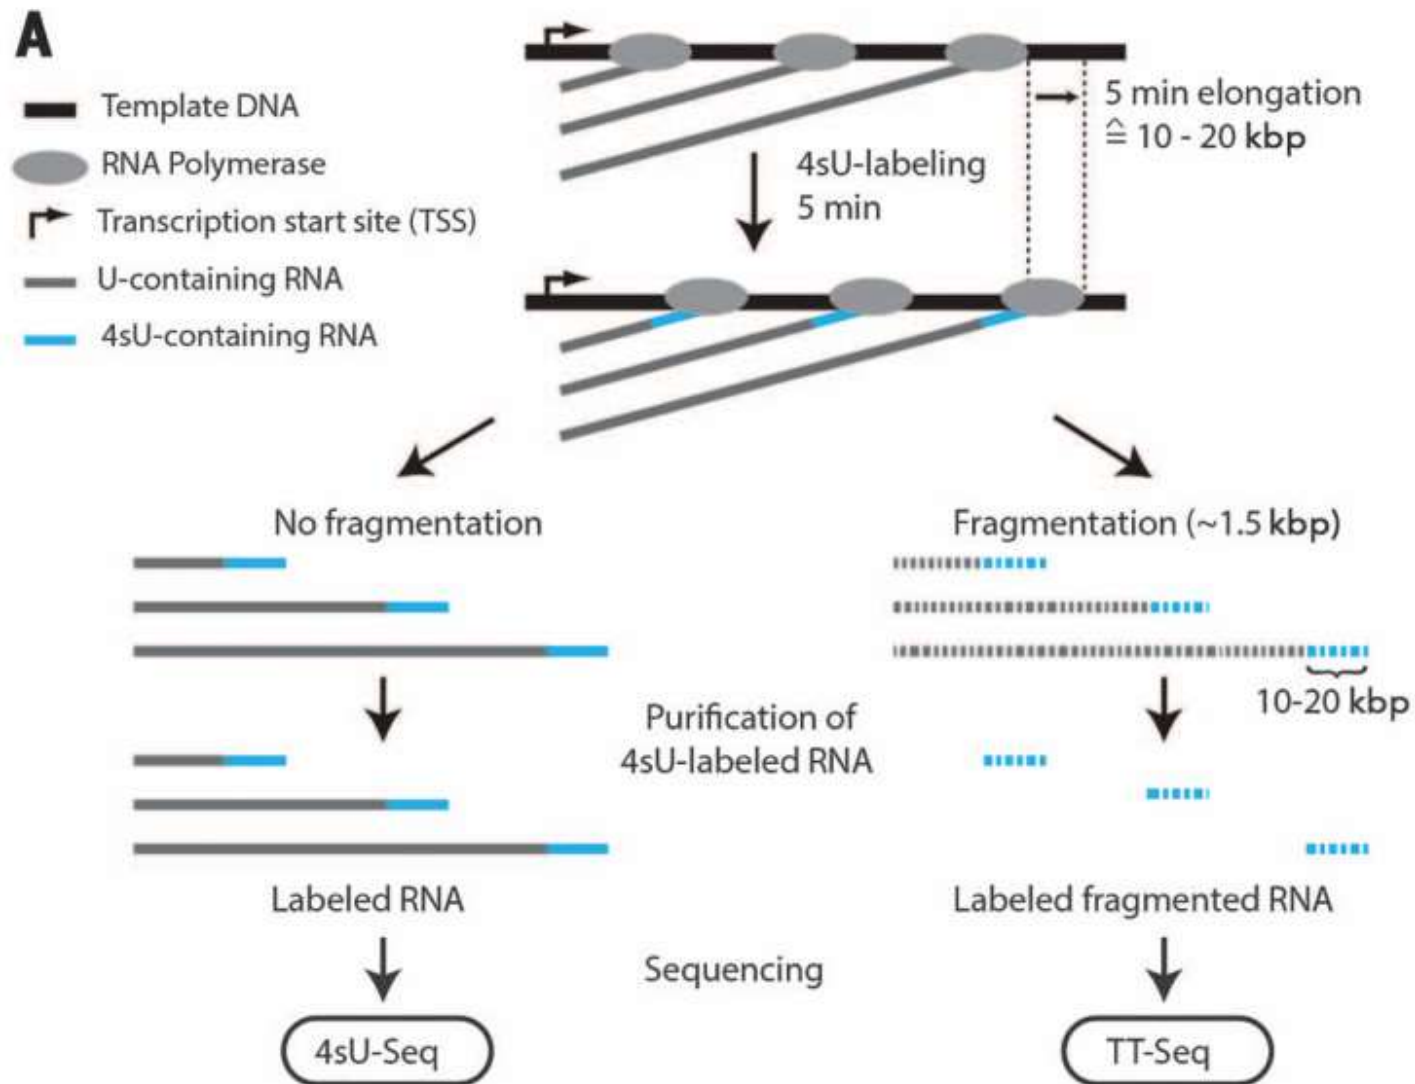 A
Template DNA
RNA Polymerase
Transcription start site (TSS)
U-containing RNA
4sU-containing RNA
5 min elongation
≙ 10 - 20 kbp
4sU-labeling
5 min
No fragmentation
Fragmentation (~1.5 kbp)
10-20 kbp
Purification of
4sU-labeled RNA
Labeled RNA
Labeled fragmented RNA
Sequencing
4sU-Seq
TT-Seq